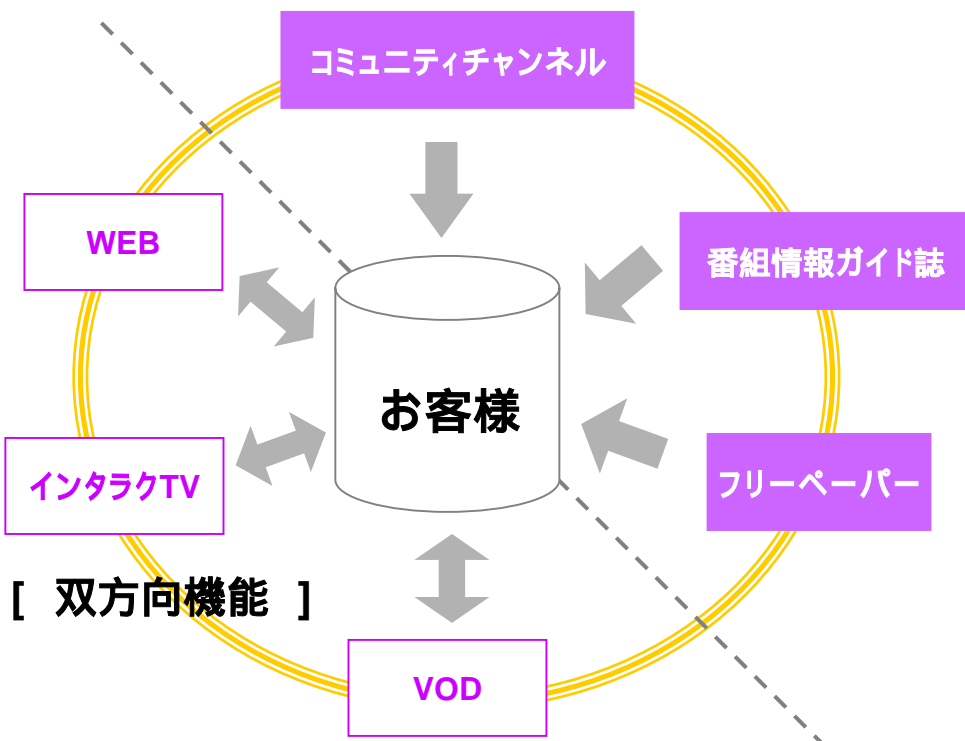 コミュニティチャンネル
WEB
番組情報ガイド誌
お客様
インタラクTV
フリーペーパー
[ 双方向機能 ]
VOD